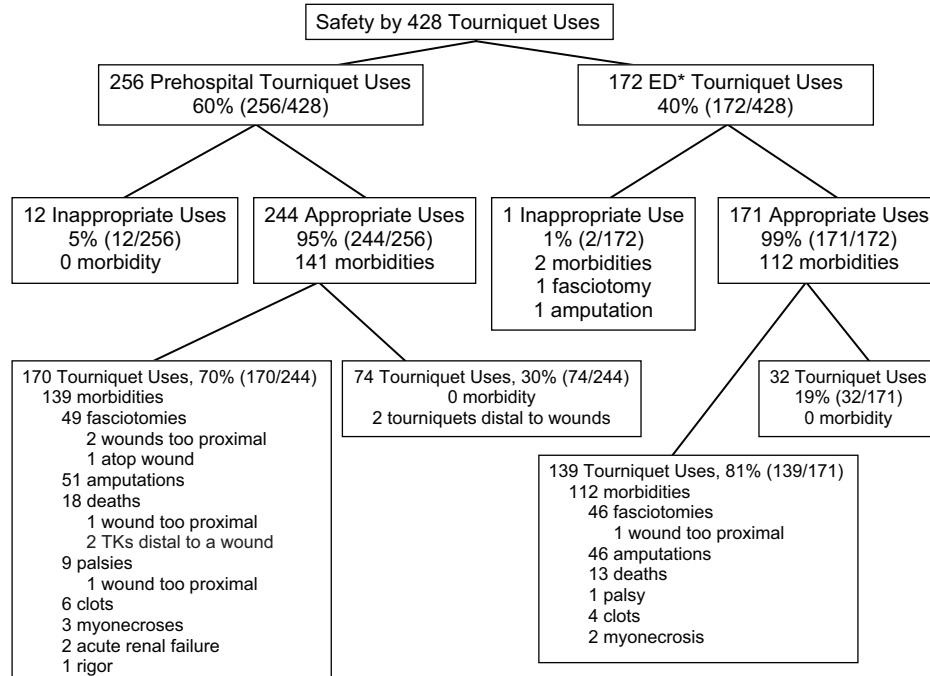 Safety by 428 Tourniquet Uses
256 Prehospital Tourniquet Uses
60% (256/428)
172 ED* Tourniquet Uses
40% (172/428)
12 Inappropriate Uses
5% (12/256)
0 morbidity
244 Appropriate Uses
95% (244/256)
141 morbidities
1 Inappropriate Use
1% (2/172)
2 morbidities
1 fasciotomy
1 amputation
171 Appropriate Uses
99% (171/172)
112 morbidities
170 Tourniquet Uses, 70% (170/244)
139 morbidities
49 fasciotomies
2 wounds too proximal
1 atop wound
51 amputations
18 deaths
1 wound too proximal
2 TKs distal to a wound
9 palsies
1 wound too proximal
6 clots
3 myonecroses
2 acute renal failure
1 rigor
74 Tourniquet Uses, 30% (74/244)
0 morbidity
2 tourniquets distal to wounds
139 Tourniquet Uses, 81% (139/171)
112 morbidities
46 fasciotomies
1 wound too proximal
46 amputations
13 deaths
1 palsy
4 clots
2 myonecrosis
32 Tourniquet Uses
19% (32/171)
0 morbidity